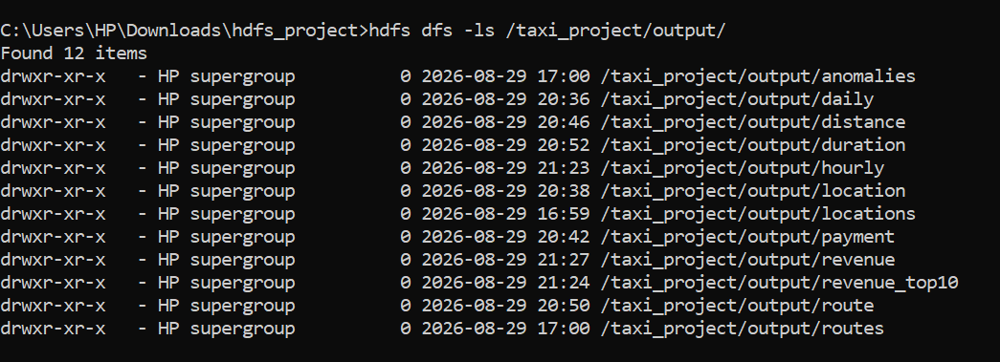 C:\Users\HP\Downloads\hdfs_project>hdfs dfs -ls /taxi_project/output/
Found 12 items
drwxr-xr-x   - HP supergroup          0 2026-08-29 17:00 /taxi_project/output/anomalies
drwxr-xr-x   - HP supergroup          0 2026-08-29 20:36 /taxi_project/output/daily
drwxr-xr-x   - HP supergroup          0 2026-08-29 20:46 /taxi_project/output/distance
drwxr-xr-x   - HP supergroup          0 2026-08-29 20:52 /taxi_project/output/duration
drwxr-xr-x   - HP supergroup          0 2026-08-29 21:23 /taxi_project/output/hourly
drwxr-xr-x   - HP supergroup          0 2026-08-29 20:38 /taxi_project/output/location
drwxr-xr-x   - HP supergroup          0 2026-08-29 16:59 /taxi_project/output/locations
drwxr-xr-x   - HP supergroup          0 2026-08-29 20:42 /taxi_project/output/payment
drwxr-xr-x   - HP supergroup          0 2026-08-29 21:27 /taxi_project/output/revenue
drwxr-xr-x   - HP supergroup          0 2026-08-29 21:24 /taxi_project/output/revenue_top10
drwxr-xr-x   - HP supergroup          0 2026-08-29 20:50 /taxi_project/output/route
drwxr-xr-x   - HP supergroup          0 2026-08-29 17:00 /taxi_project/output/routes